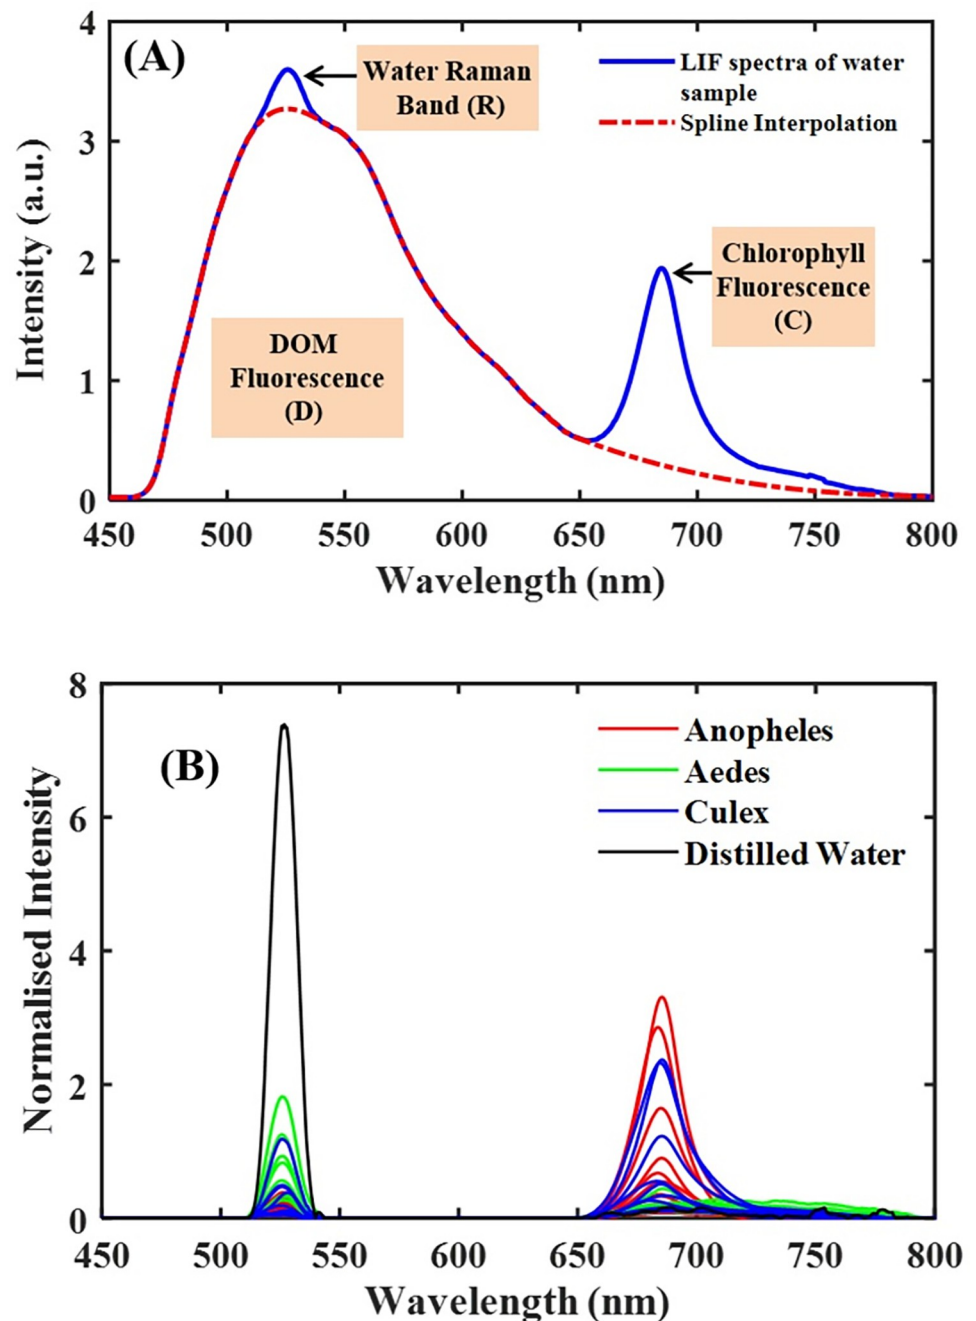 (A)
Water Raman
Band (R)
LIF spectra of water
sample
Spline Interpolation
Chlorophyll
Fluorescence
(C)
DOM
Fluorescence
(D)
Intensity (a.u.)
4
3
2
1
0
450 500 550 600 650 700 750 800
Wavelength (nm)
(B)
Anopheles
Aedes
Culex
Distilled Water
Normalised Intensity
8
6
4
2
0
450 500 550 600 650 700 750 800
Wavelength (nm)